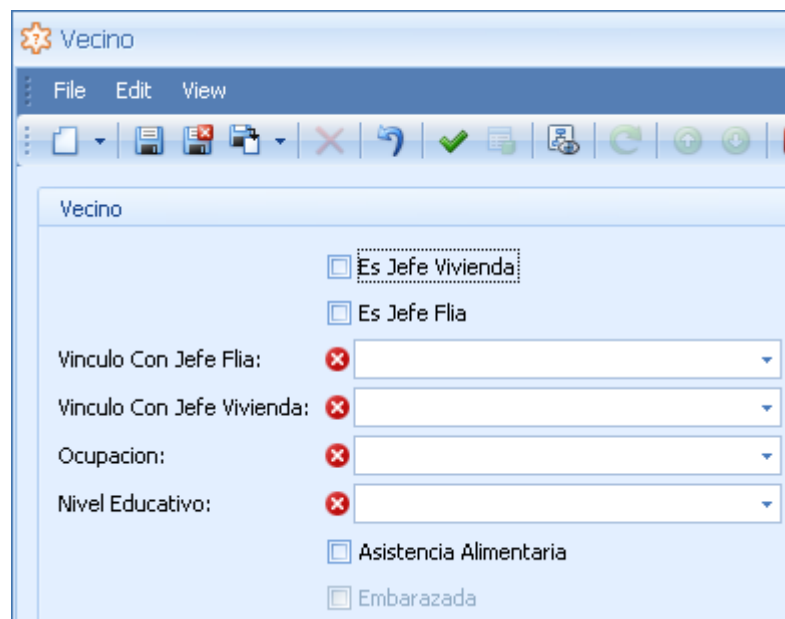 Vecino
File Edit View
Vecino
Es Jefe Vivienda
Es Jefe Flia
Vinculo Con Jefe Flia:
Vinculo Con Jefe Vivienda:
Ocupacion:
Nivel Educativo:
Asistencia Alimentaria
Embarazada